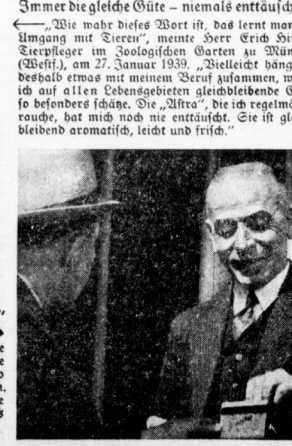 Immer die gleiche Güte – niemals enttäusch
„Wie wahr dieses Wort ist, das lernt man
Umgang mit Tieren“, meinte Herr Erich Hi
Tierpfleger im Zoologischen Garten zu Mün
(Westf.), am 27. Januar 1939. „Vielleicht häng
deshalb etwas mit meinem Beruf zusammen, w
ich auf allen Lebensgebieten gleichbleibende G
so besonders schätze. Die „Astra“, die ich regelmä
rauche, hat mich noch nie enttäuscht. Sie ist gl
bleibend aromatisch, leicht und frisch.“